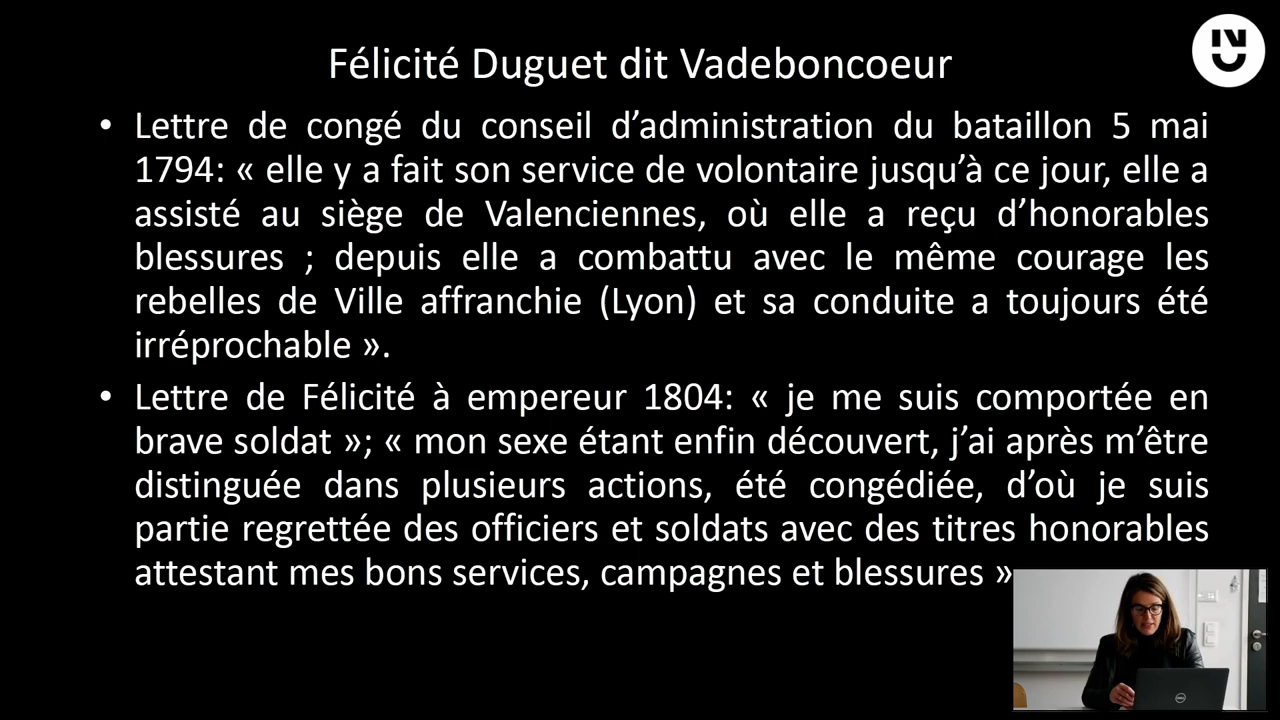 Félicité Duguet dit Vadeboncoeur
• Lettre de congé du conseil d’administration du bataillon 5 mai
1794: « elle y a fait son service de volontaire jusqu’à ce jour, elle a
assisté au siège de Valenciennes, où elle a reçu d’honorables
blessures ; depuis elle a combattu avec le même courage les
rebelles de Ville affranchie (Lyon) et sa conduite a toujours été
irréprochable ».
• Lettre de Félicité à empereur 1804: « je me suis comportée en
brave soldat »; « mon sexe étant enfin découvert, j’ai après m’être
distinguée dans plusieurs actions, été congédiée, d’où je suis
partie regrettée des officiers et soldats avec des titres honorables
attestant mes bons services, campagnes et blessures »
DELL